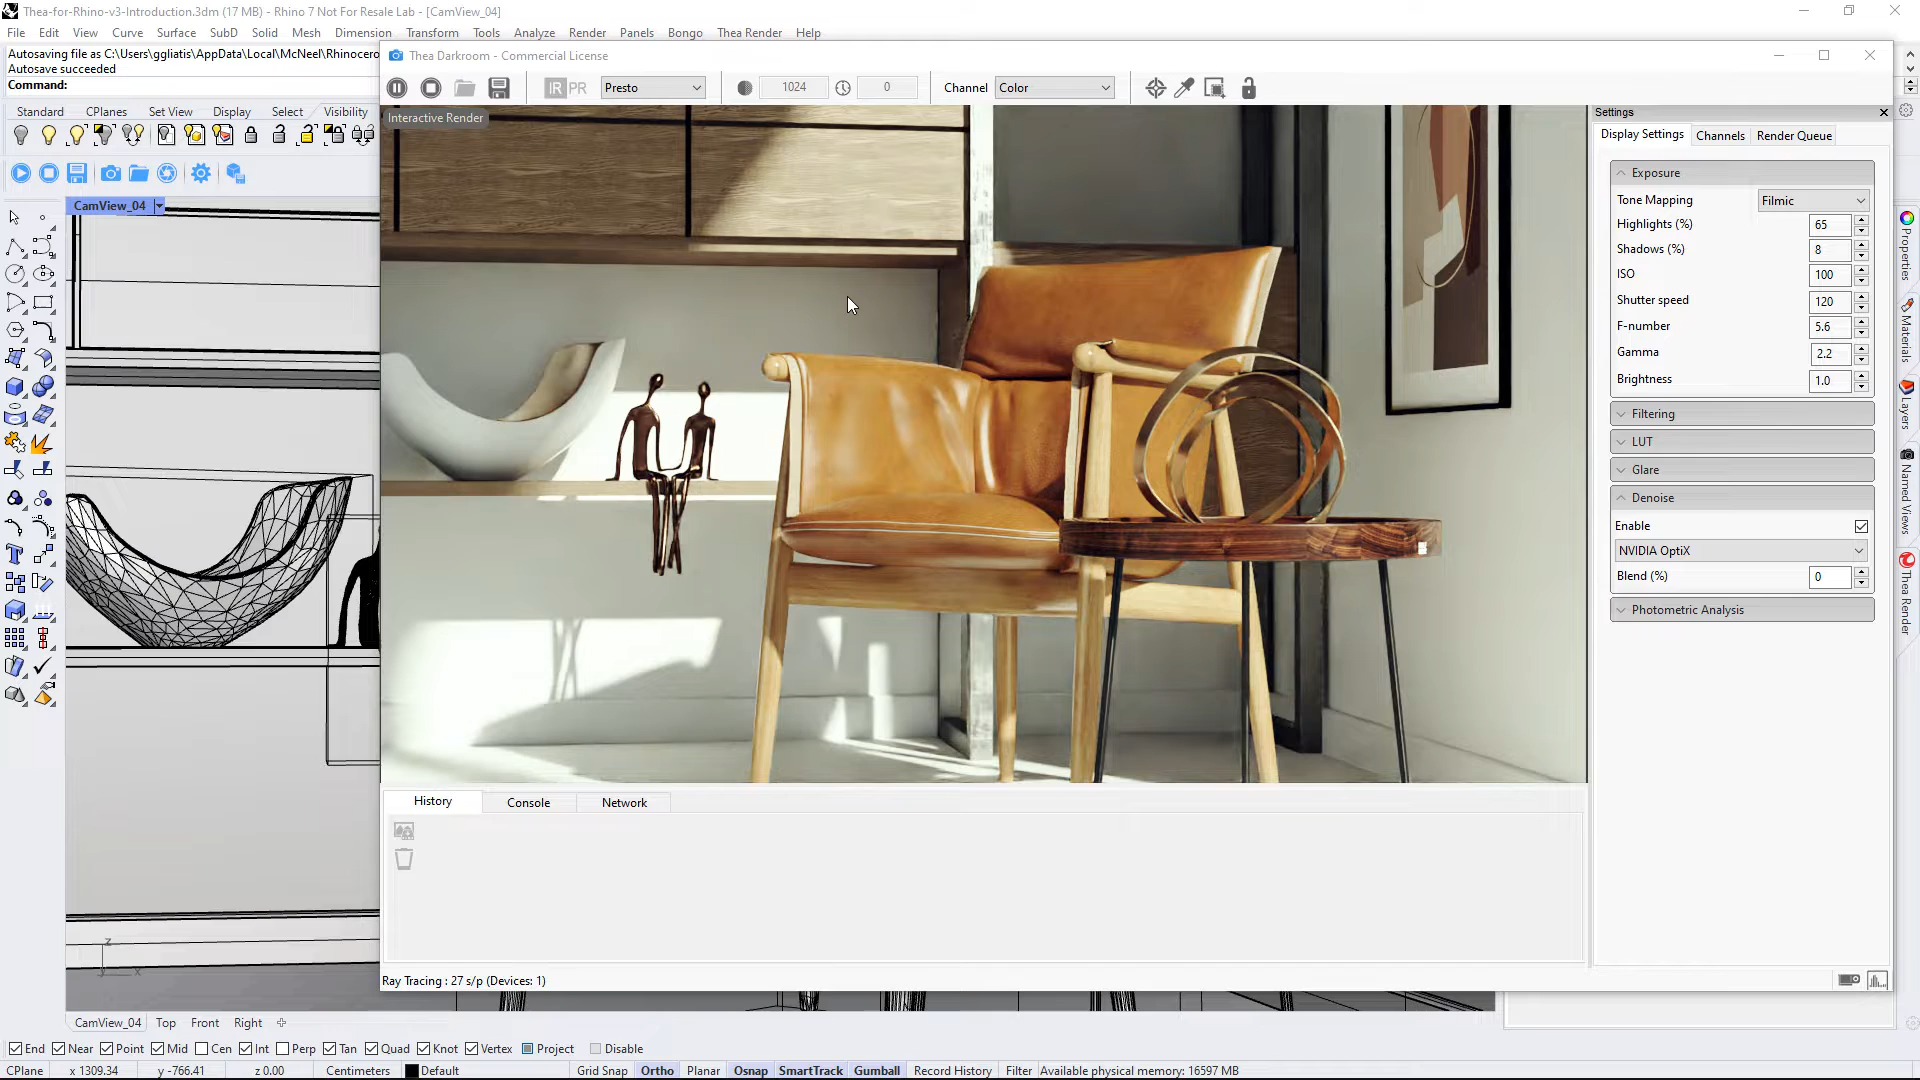 Thea-for-Rhino-v3-Introduction.3dm (17 MB) - Rhino 7 Not For Resale Lab - [CamView_04]
File Edit View Curve Surface SubD Solid Mesh Dimension Transform Tools Analyze Render Panels Bongo Thea Render Help
Autosaving file as C:\Users\ggliatis\AppData\Local\McNeel\Rhinocero
Autosave succeeded
Command:
Thea Darkroom - Commercial License
IR PR Presto 1024 0 Channel Color
Standard CPlanes Set View Display Select Visibility
Interactive Render
CamView_04
Settings
Display Settings Channels Render Queue
Exposure
Tone Mapping Filmic
Highlights (%) 65
Shadows (%) 8
ISO 100
Shutter speed 120
F-number 5.6
Gamma 2.2
Brightness 1.0
Filtering
LUT
Glare
Denoise
Enable
NVIDIA OptiX
Blend (%) 0
Photometric Analysis
Properties
Materials
Layers
Named Views
Thea Render
History Console Network
Ray Tracing : 27 s/p (Devices: 1)
z
y x
CamView_04 Top Front Right
End Near Point Mid Cen Int Perp Tan Quad Knot Vertex Project Disable
CPlane x 1309.34 y -766.41 z 0.00 Centimeters Default Grid Snap Ortho Planar Osnap SmartTrack Gumball Record History Filter Available physical memory: 16597 MB